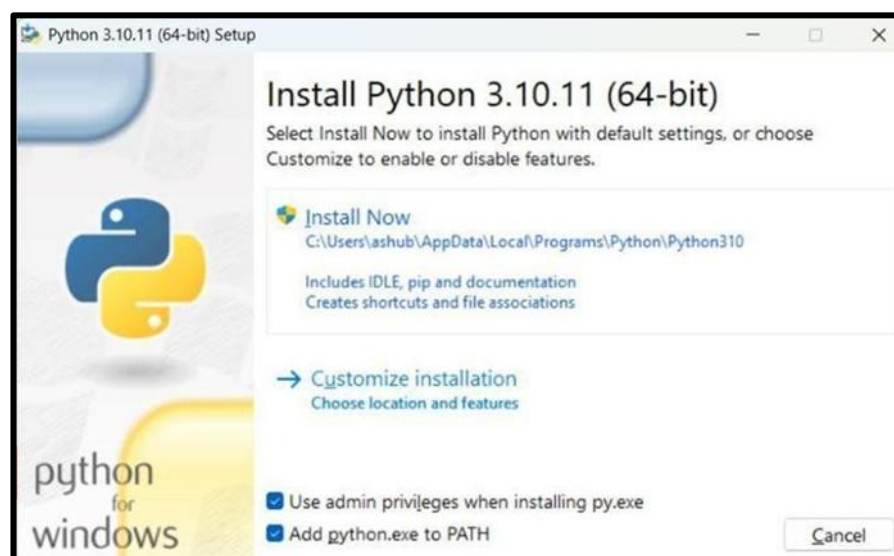 Python 3.10.11 (64-bit) Setup
Install Python 3.10.11 (64-bit)
Select Install Now to install Python with default settings, or choose
Customize to enable or disable features.
Install Now
C:\Users\ashub\AppData\Local\Programs\Python\Python310
Includes IDLE, pip and documentation
Creates shortcuts and file associations
Customize installation
Choose location and features
python
for
windows
Use admin privileges when installing py.exe
Add python.exe to PATH
Cancel